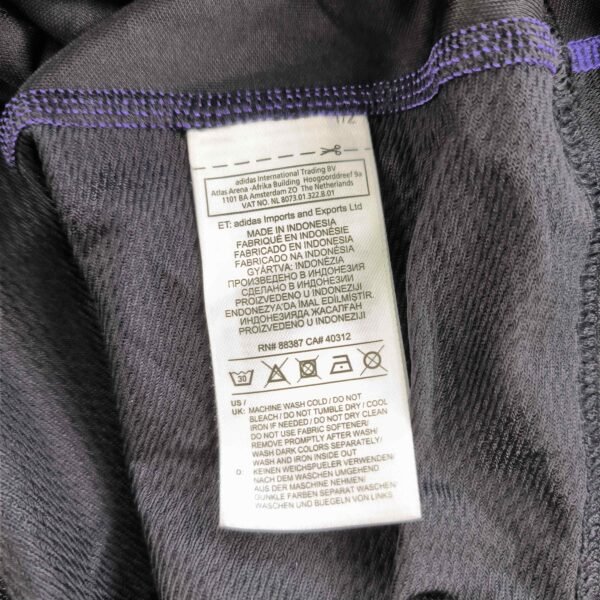 1/2
adidas International Trading BV
Atlas Arena -Afrika Building Hoogoorddreef 9a
1101 BA Amsterdam ZO The Netherlands
VAT NO. NL 8073.01.322.B.01
ET: adidas Imports and Exports Ltd
MADE IN INDONESIA
FABRIQUÉ EN INDONÉSIE
FABRICADO EN INDONESIA
FABRICADO NA INDONÉSIA
GYÁRTVA: INDONÉZIA
ПРОИЗВЕДЕНО В ИНДОНЕЗИЯ
СДЕЛАНО В ИНДОНЕЗИИ
PROIZVEDENO U INDONEZIJI
ENDONEZYA'DA İMAL EDİLMİŞTİR.
ИНДОНЕЗИЯДА ЖАСАЛҒАН
PROIZVEDENO U INDONEZIJI
RN# 88387 CA# 40312
30
US /
UK: MACHINE WASH COLD / DO NOT
BLEACH / DO NOT TUMBLE DRY / COOL
IRON IF NEEDED / DO NOT DRY CLEAN
DO NOT USE FABRIC SOFTENER/
REMOVE PROMPTLY AFTER WASH/
WASH DARK COLORS SEPARATELY/
WASH AND IRON INSIDE OUT
D: KEINEN WEICHSPUELER VERWENDEN/
NACH DEM WASCHEN UMGEHEND
AUS DER MASCHINE NEHMEN/
DUNKLE FARBEN SEPARAT WASCHEN/
WASCHEN UND BUEGELN VON LINKS